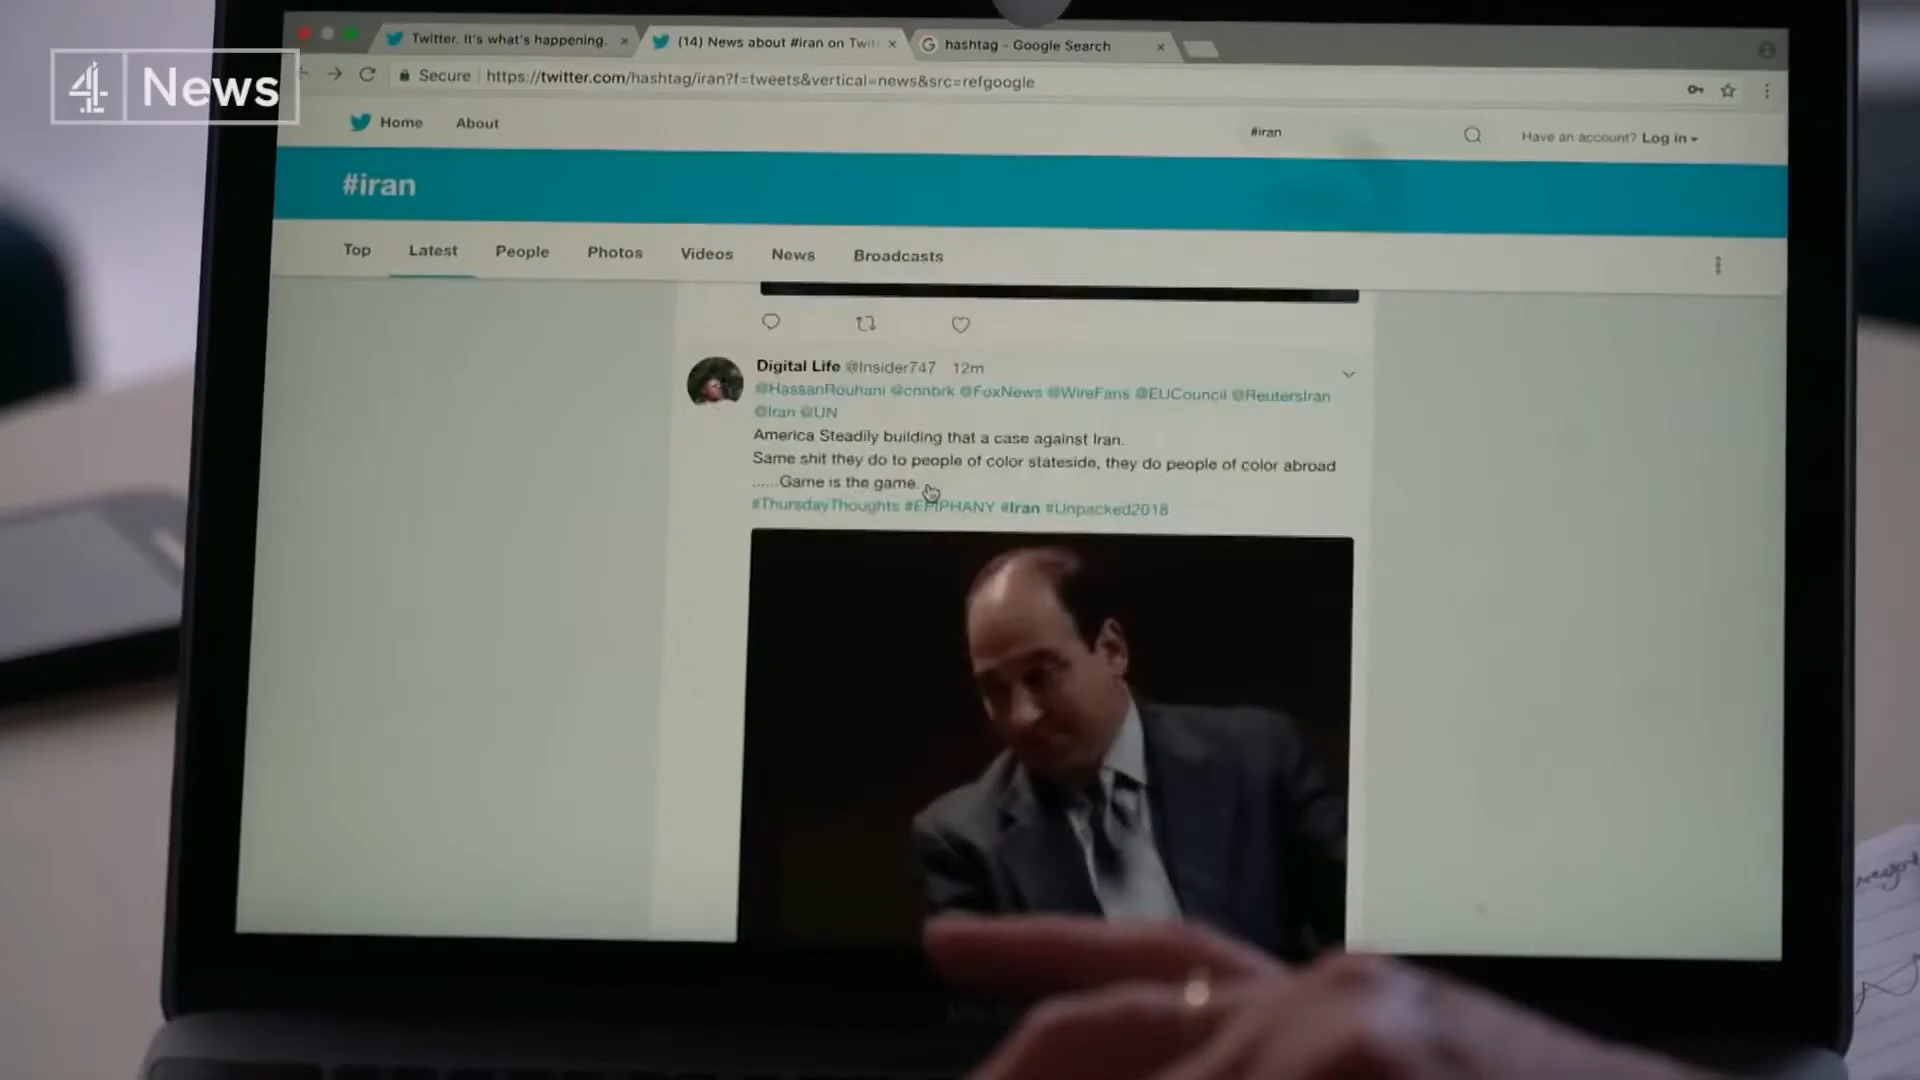 4 News
Twitter. It's what's happening.
(14) News about #iran on Twit
hashtag - Google Search
Secure
https://twitter.com/hashtag/iran?f=tweets&vertical=news&src=refgoogle
Home About
#iran
Have an account? Log in
#iran
Top Latest People Photos Videos News Broadcasts
Digital Life @Insider747 12m
@HassanRouhani @cnnbrk @FoxNews @WireFans @EUCouncil @ReutersIran
@Iran @UN
America Steadily building that a case against Iran.
Same shit they do to people of color stateside, they do people of color abroad
......Game is the game.
#ThursdayThoughts #EPIPHANY #Iran #Unpacked2018